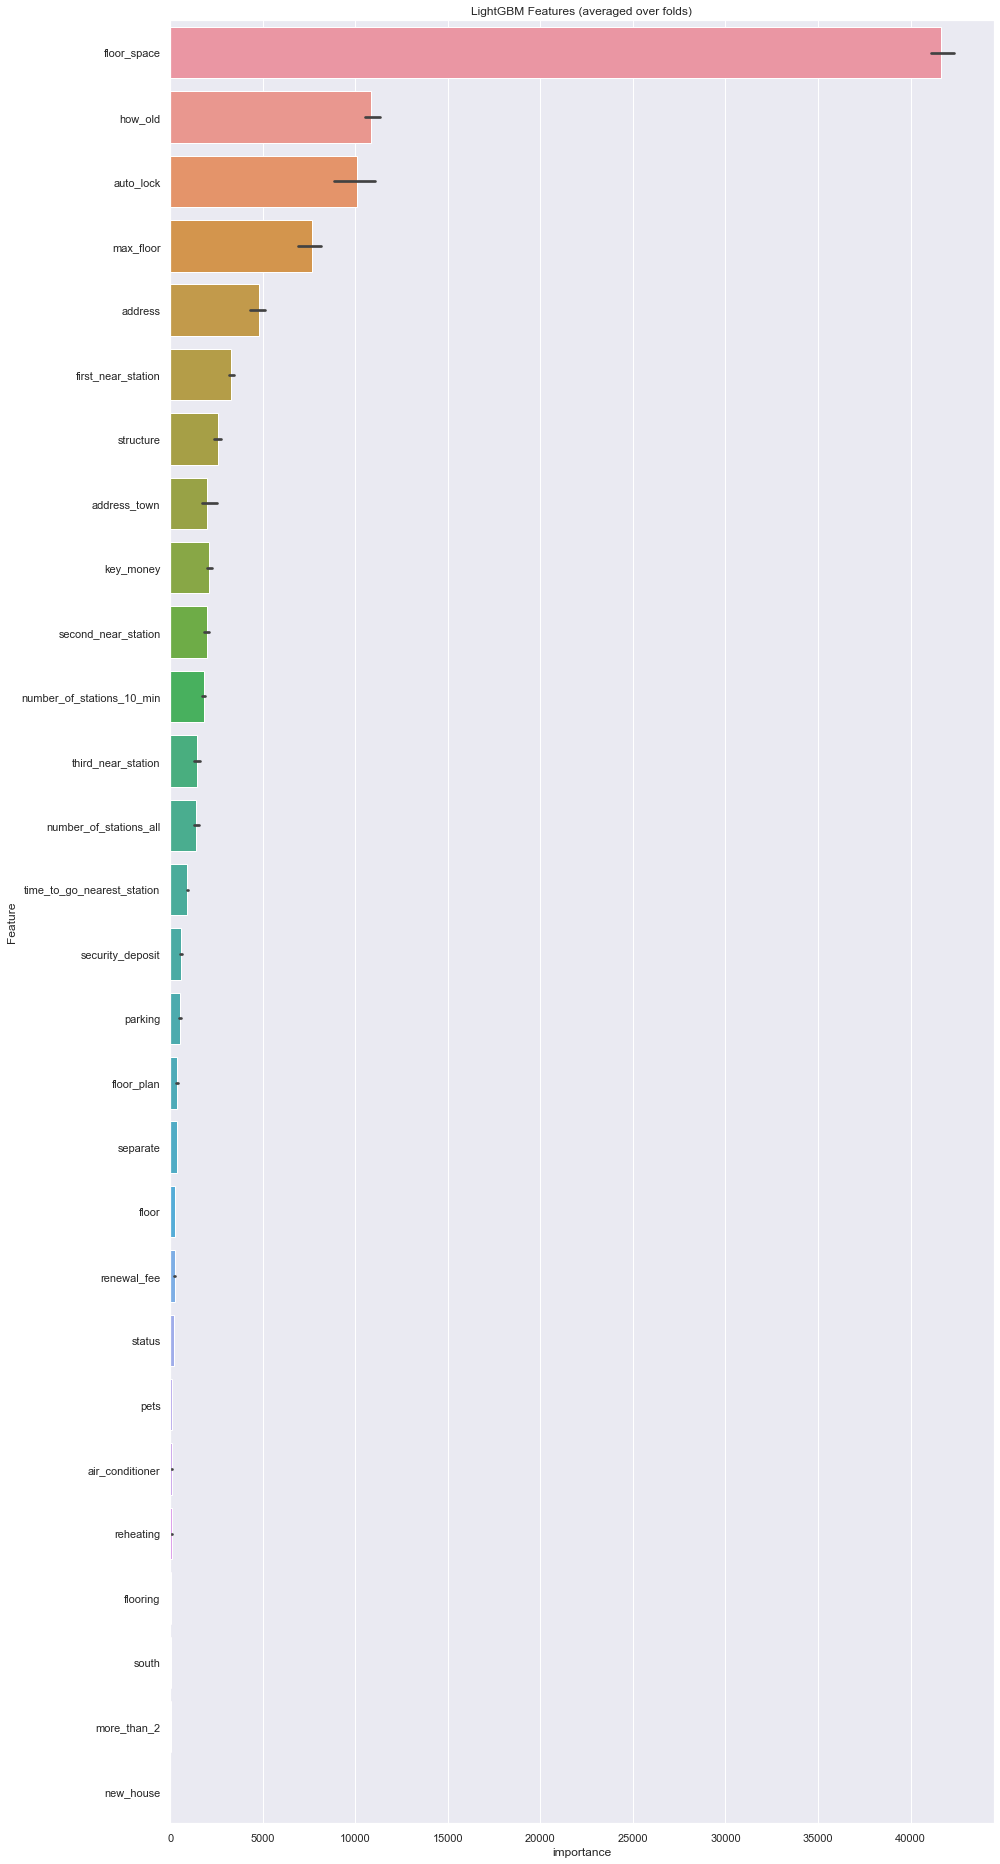 LightGBM Features (averaged over folds)
floor_space
how_old
auto_lock
max_floor
address
first_near_station
structure
address_town
key_money
second_near_station
number_of_stations_10_min
third_near_station
number_of_stations_all
time_to_go_nearest_station
security_deposit
parking
floor_plan
separate
floor
renewal_fee
status
pets
air_conditioner
reheating
flooring
south
more_than_2
new_house
Feature
0 5000 10000 15000 20000 25000 30000 35000 40000
importance